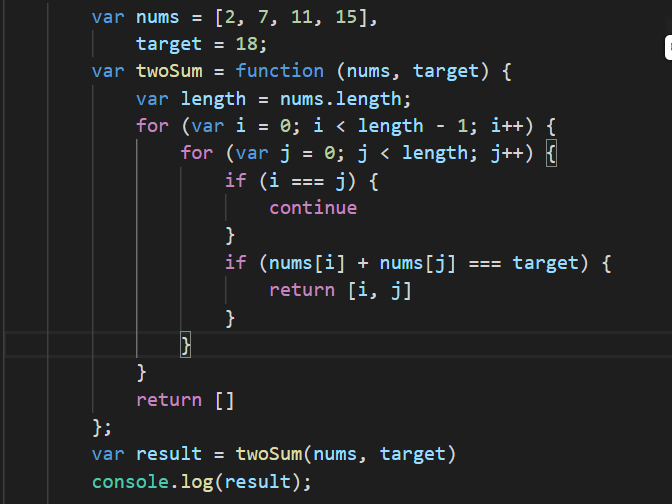 var nums = [2, 7, 11, 15],
target = 18;
var twoSum = function (nums, target) {
var length = nums.length;
for (var i = 0; i < length - 1; i++) {
for (var j = 0; j < length; j++) {
if (i === j) {
continue
}
if (nums[i] + nums[j] === target) {
return [i, j]
}
}
}
return []
};
var result = twoSum(nums, target)
console.log(result);